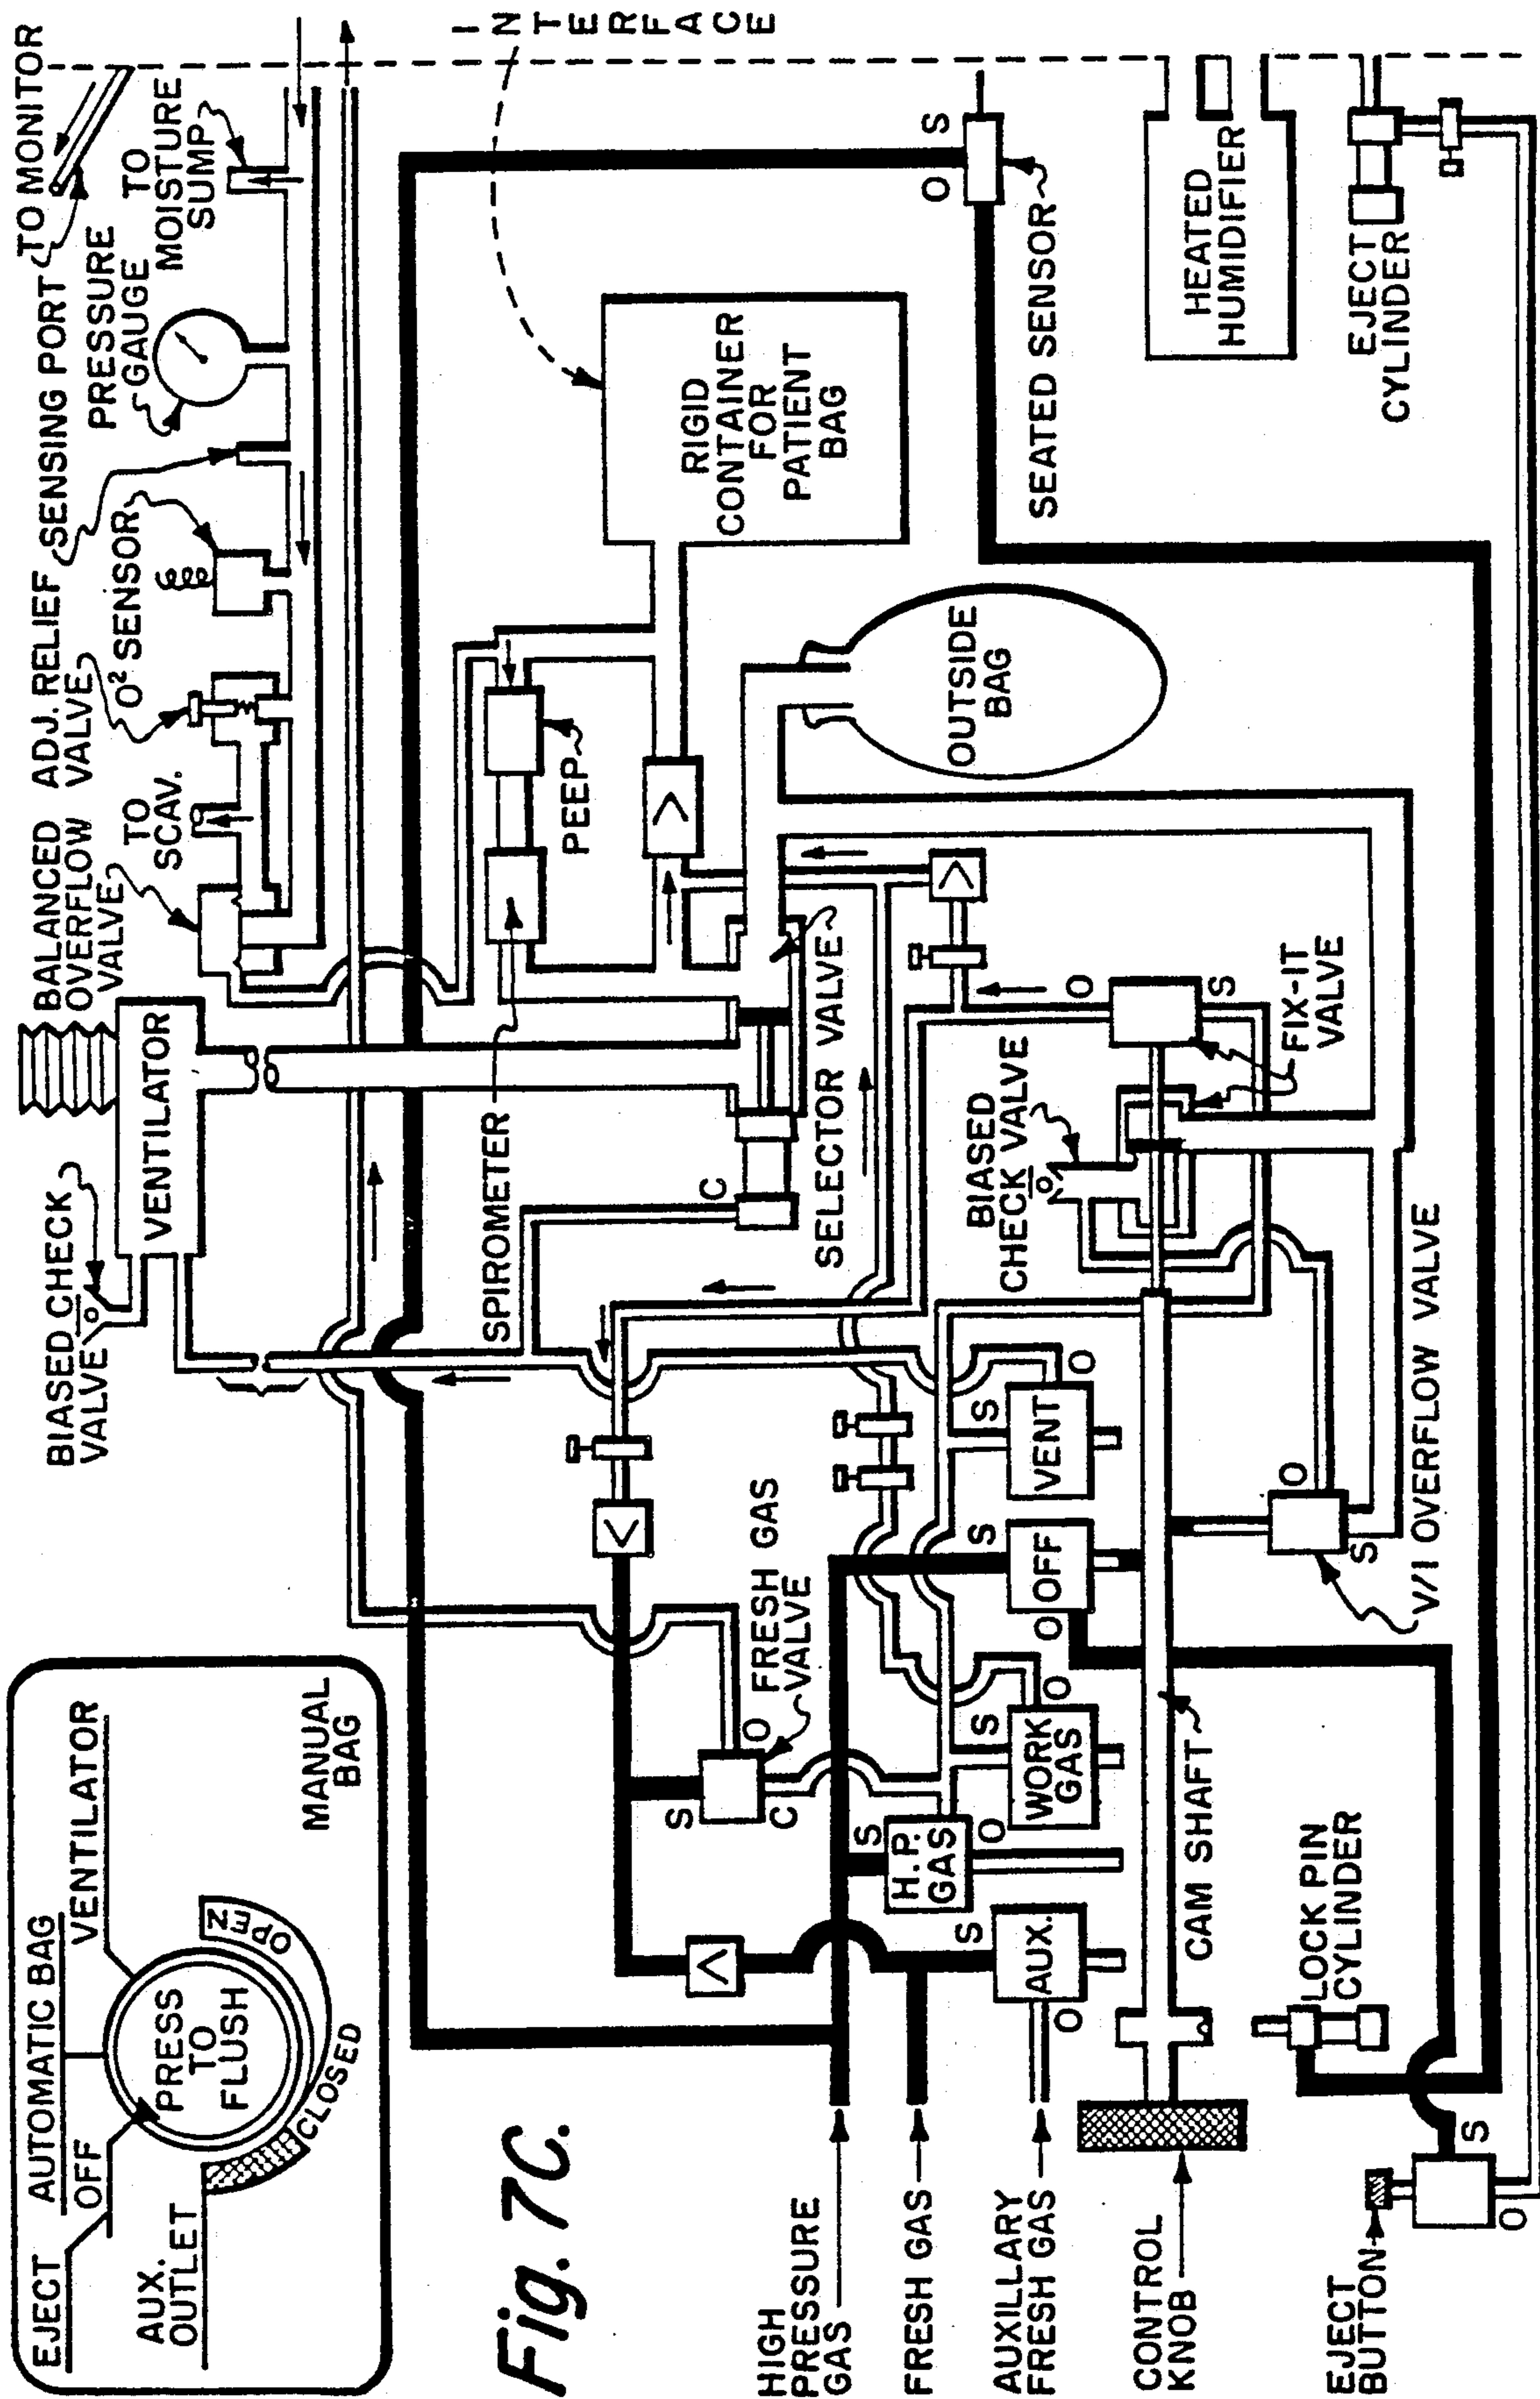 EJECT
AUTOMATIC BAG
OFF
VENTILATOR
AUX.
OUTLET
PRESS
TO
FLUSH
OPEN
CLOSED
MANUAL
BAG
Fig. 7C.
BIASED CHECK
VALVE
VENTILATOR
BALANCED
OVERFLOW
VALVE
TO
SCAV.
ADJ. RELIEF
VALVE
O² SENSOR
SENSING PORT
PRESSURE
GAUGE
TO MONITOR
TO
MOISTURE
SUMP
INTERFACE
SPIROMETER
PEEP
RIGID
CONTAINER
FOR
PATIENT
BAG
C
SELECTOR VALVE
OUTSIDE
BAG
O
S
SEATED SENSOR
HIGH
PRESSURE
GAS
FRESH GAS
AUXILLARY
FRESH GAS
CONTROL
KNOB
EJECT
BUTTON
S
O
C
FRESH GAS
VALVE
S
H.P.
GAS
O
S
AUX.
O
S
WORK
GAS
O
S
OFF
O
S
VENT
O
BIASED
CHECK VALVE
O
S
FIX-IT
VALVE
CAM SHAFT
LOCK PIN
CYLINDER
S
O
O
S
V/I OVERFLOW VALVE
HEATED
HUMIDIFIER
EJECT
CYLINDER